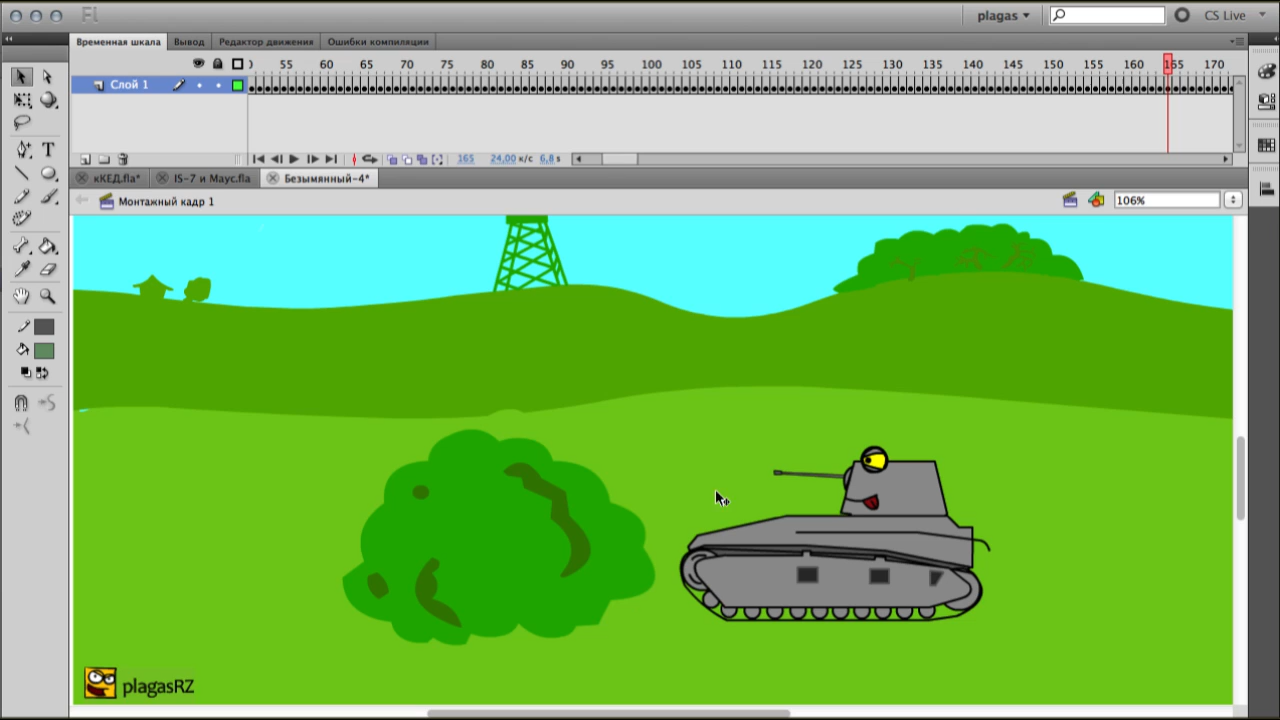 Fl
plagas
CS Live
Временная шкала Вывод Редактор движения Ошибки компиляции
55 60 65 70 75 80 85 90 95 100 105 110 115 120 125 130 135 140 145 150 155 160 165 170
Слой 1
165 24,00 к/с 6,8 s
кКЕД.fla* IS-7 и Маус.fla Безымянный-4*
Монтажный кадр 1
106%
T
plagasRZ